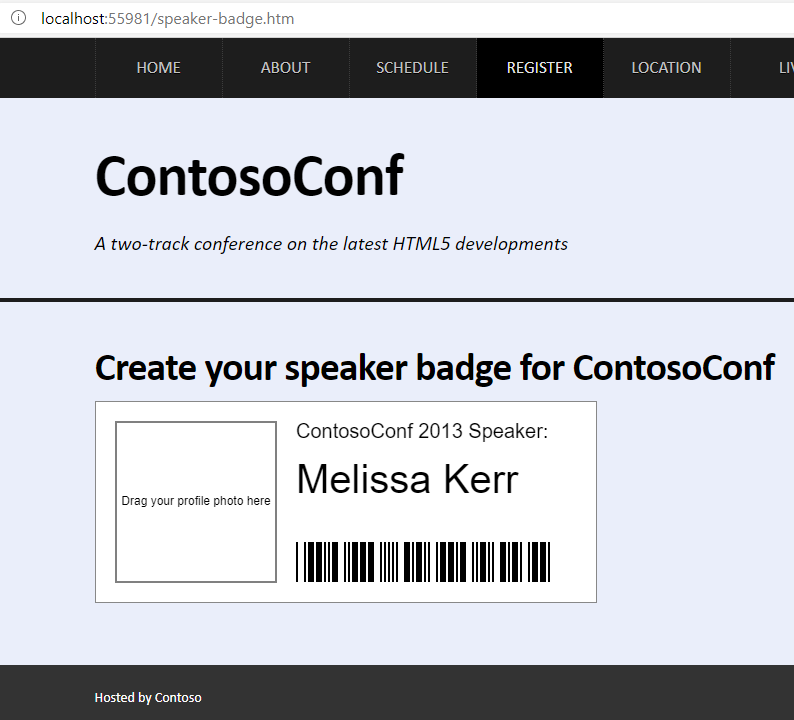 localhost:55981/speaker-badge.htm
HOME ABOUT SCHEDULE REGISTER LOCATION
ContosoConf
A two-track conference on the latest HTML5 developments
Create your speaker badge for ContosoConf
ContosoConf 2013 Speaker:
Melissa Kerr
Drag your profile photo here
Hosted by Contoso